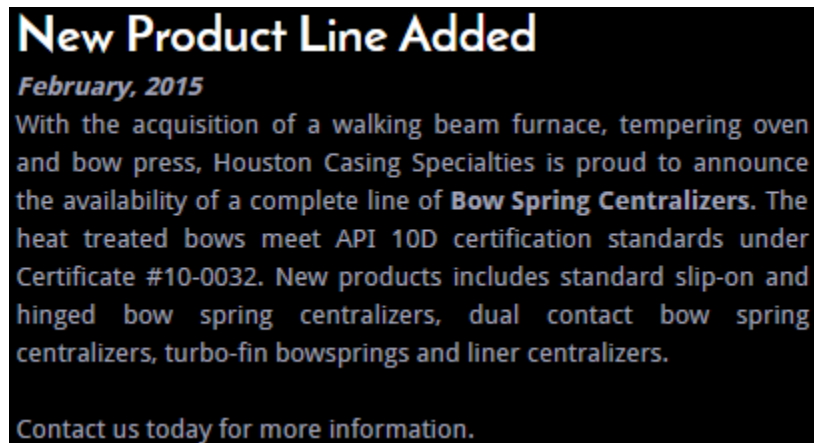 New Product Line Added
February, 2015
With the acquisition of a walking beam furnace, tempering oven
and bow press, Houston Casing Specialties is proud to announce
the availability of a complete line of Bow Spring Centralizers. The
heat treated bows meet API 10D certification standards under
Certificate #10-0032. New products includes standard slip-on and
hinged bow spring centralizers, dual contact bow spring
centralizers, turbo-fin bowsprings and liner centralizers.
Contact us today for more information.